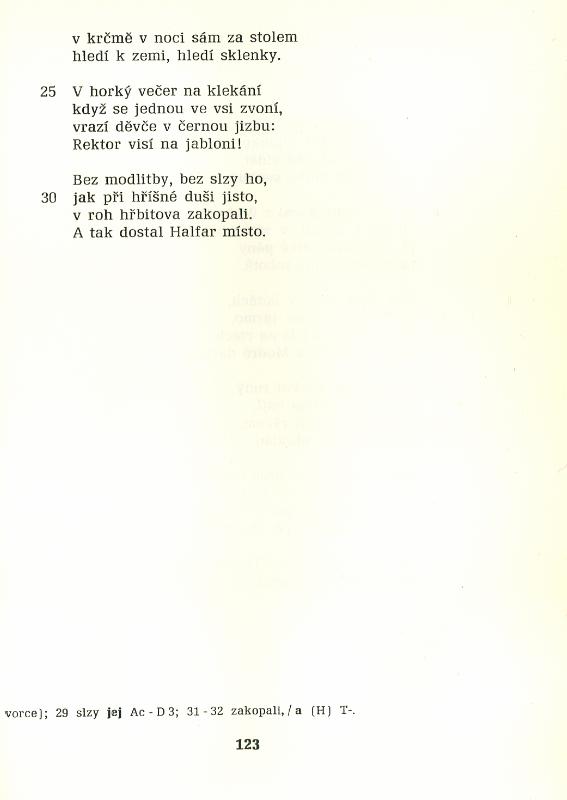 v krčmě v noci sám za stolem
hledí k zemi, hledí sklenky.
25 V horký večer na klekání
když se jednou ve vsi zvoní,
vrazí děvče v černou jizbu:
Rektor visí na jabloni!
Bez modlitby, bez slzy ho,
30 jak při hříšné duši jisto,
v roh hřbitova zakopali.
A tak dostal Halfar místo.
vorce); 29 slzy jej Ac - D 3; 31 - 32 zakopali, / a (H) T-.
123